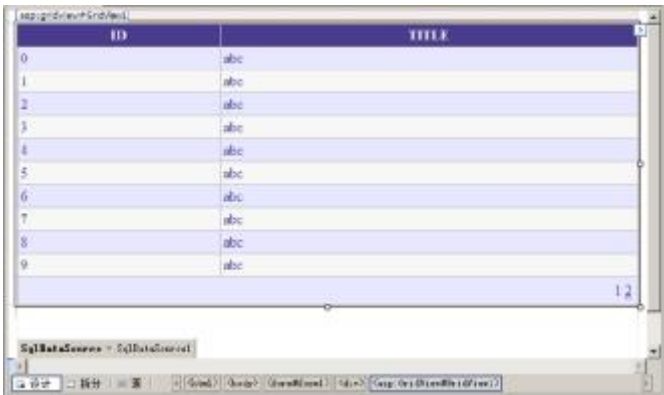 asp:gridview#GridView1
ID TITLE
0 abc
1 abc
2 abc
3 abc
4 abc
5 abc
6 abc
7 abc
8 abc
9 abc
1 2
SqlDataSource - SqlDataSource1
设计 拆分 源 <html> <body> <form#form1> <div> <asp:GridView#GridView1>